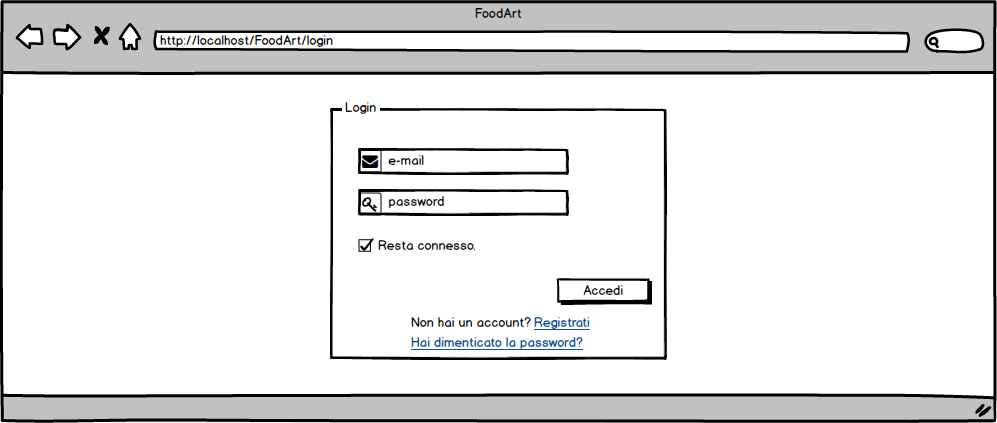 FoodArt
http://localhost/FoodArt/login
Login
e-mail
password
Resta connesso.
Accedi
Non hai un account? Registrati
Hai dimenticato la password?